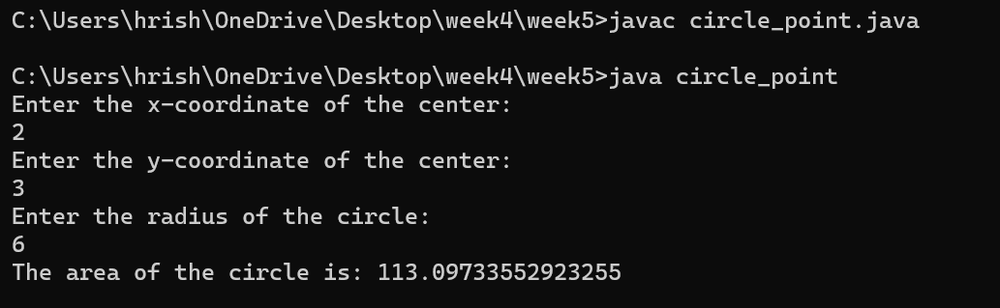 C:\Users\hrish\OneDrive\Desktop\week4\week5>javac circle_point.java
C:\Users\hrish\OneDrive\Desktop\week4\week5>java circle_point
Enter the x-coordinate of the center:
2
Enter the y-coordinate of the center:
3
Enter the radius of the circle:
6
The area of the circle is: 113.09733552923255